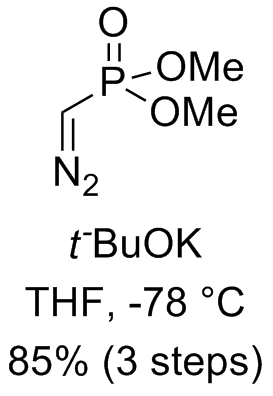 O
P
OMe
OMe
N2
t-BuOK
THF, -78 °C
85% (3 steps)